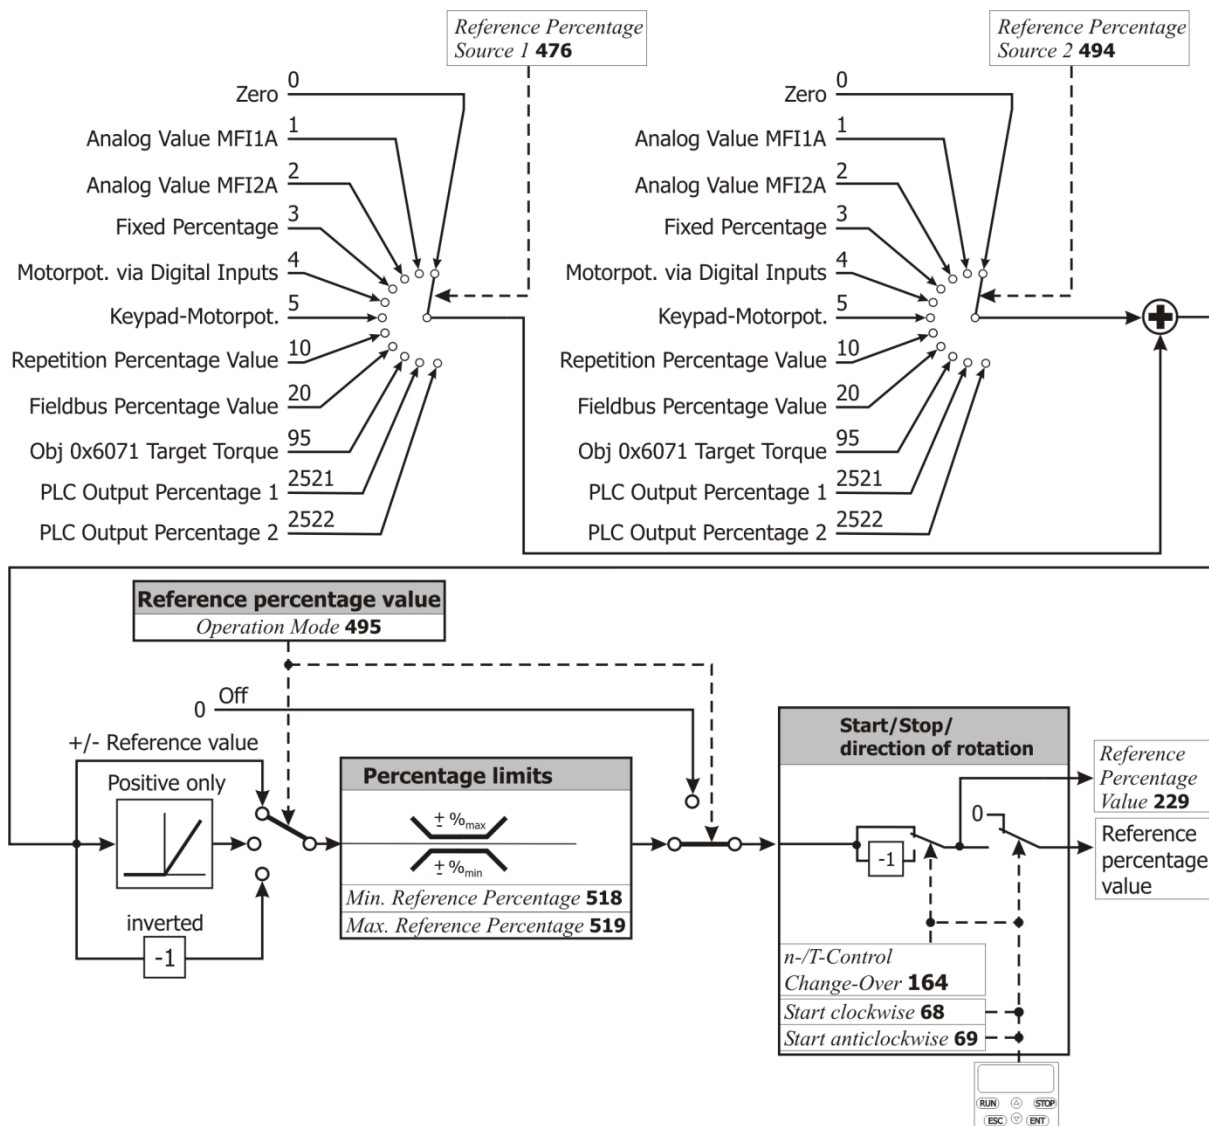 Reference Percentage
Source 1 476
Reference Percentage
Source 2 494
Zero 0
Analog Value MFI1A 1
Analog Value MFI2A 2
Fixed Percentage 3
Motorpot. via Digital Inputs 4
Keypad-Motorpot. 5
Repetition Percentage Value 10
Fieldbus Percentage Value 20
Obj 0x6071 Target Torque 95
PLC Output Percentage 1 2521
PLC Output Percentage 2 2522
Zero 0
Analog Value MFI1A 1
Analog Value MFI2A 2
Fixed Percentage 3
Motorpot. via Digital Inputs 4
Keypad-Motorpot. 5
Repetition Percentage Value 10
Fieldbus Percentage Value 20
Obj 0x6071 Target Torque 95
PLC Output Percentage 1 2521
PLC Output Percentage 2 2522
Reference percentage value
Operation Mode 495
0 Off
+/- Reference value
Positive only
inverted
-1
Percentage limits
± %max
± %min
Min. Reference Percentage 518
Max. Reference Percentage 519
Start/Stop/
direction of rotation
-1
0
n-/T-Control
Change-Over 164
Start clockwise 68
Start anticlockwise 69
Reference
Percentage
Value 229
Reference
percentage
value
RUN STOP
ESC ENT